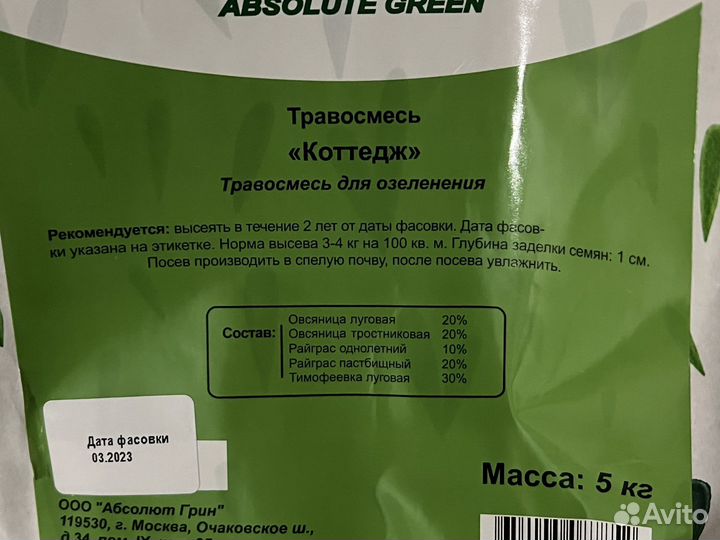 ABSOLUTE GREEN
Травосмесь
«Коттедж»
Травосмесь для озеленения
Рекомендуется: высеять в течение 2 лет от даты фасовки. Дата фасов-
ки указана на этикетке. Норма высева 3-4 кг на 100 кв. м. Глубина заделки семян: 1 см.
Посев производить в спелую почву, после посева увлажнить.
Состав:
Овсяница луговая 20%
Овсяница тростниковая 20%
Райграс однолетний 10%
Райграс пастбищный 20%
Тимофеевка луговая 30%
Дата фасовки
03.2023
Масса: 5 кг
ООО "Абсолют Грин"
119530, г. Москва, Очаковское ш.,
д.34, пом.
Avito